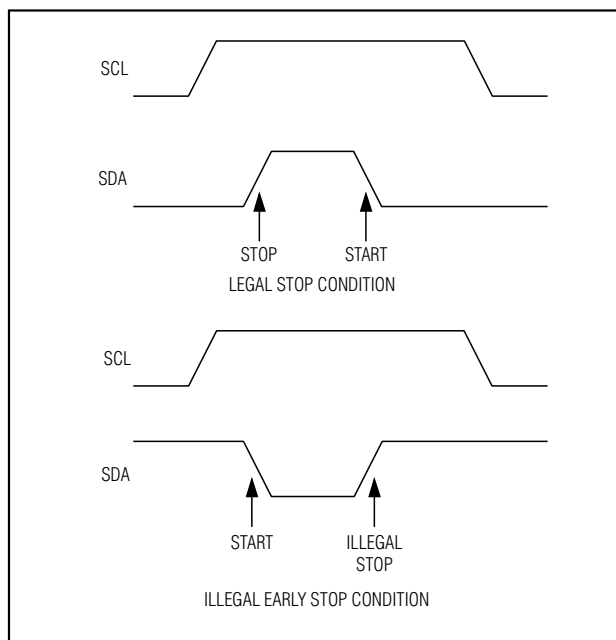 SCL
SDA
STOP START
LEGAL STOP CONDITION
SCL
SDA
START ILLEGAL
STOP
ILLEGAL EARLY STOP CONDITION